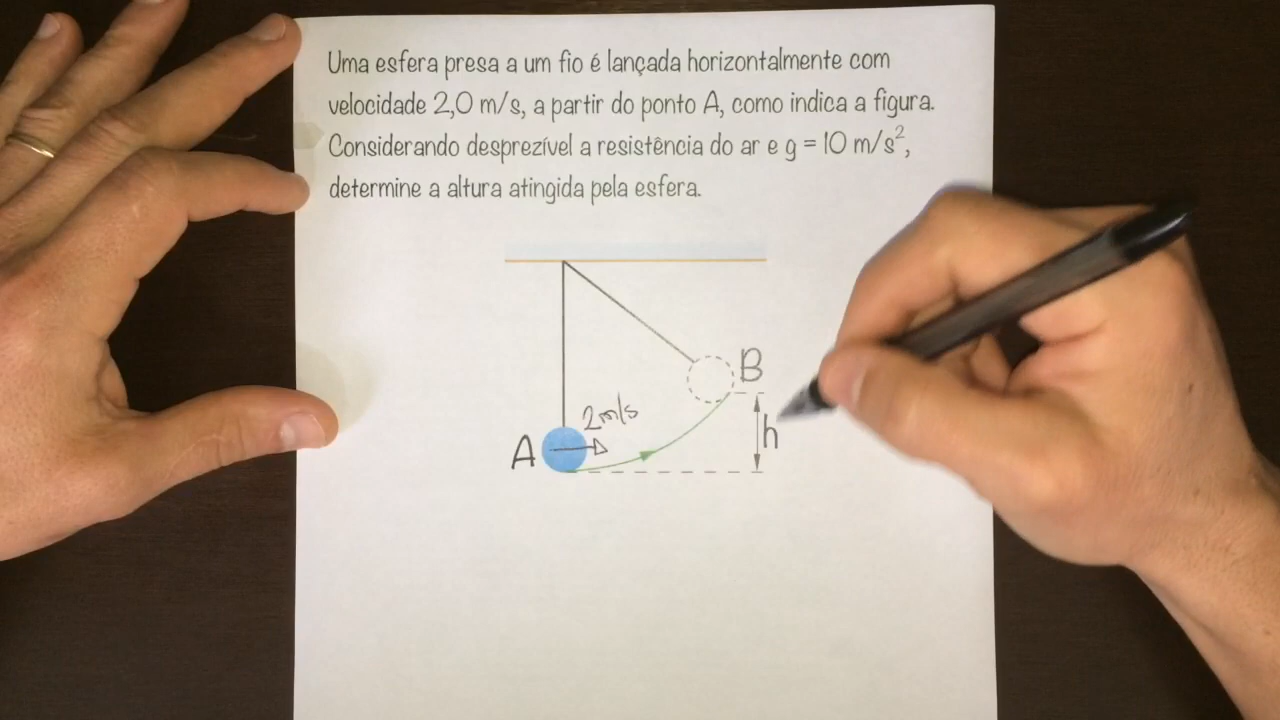 Uma esfera presa a um fio é lançada horizontalmente com
velocidade 2,0 m/s, a partir do ponto A, como indica a figura.
Considerando desprezível a resistência do ar e g = 10 m/s²,
determine a altura atingida pela esfera.
B
2m/s
h
A